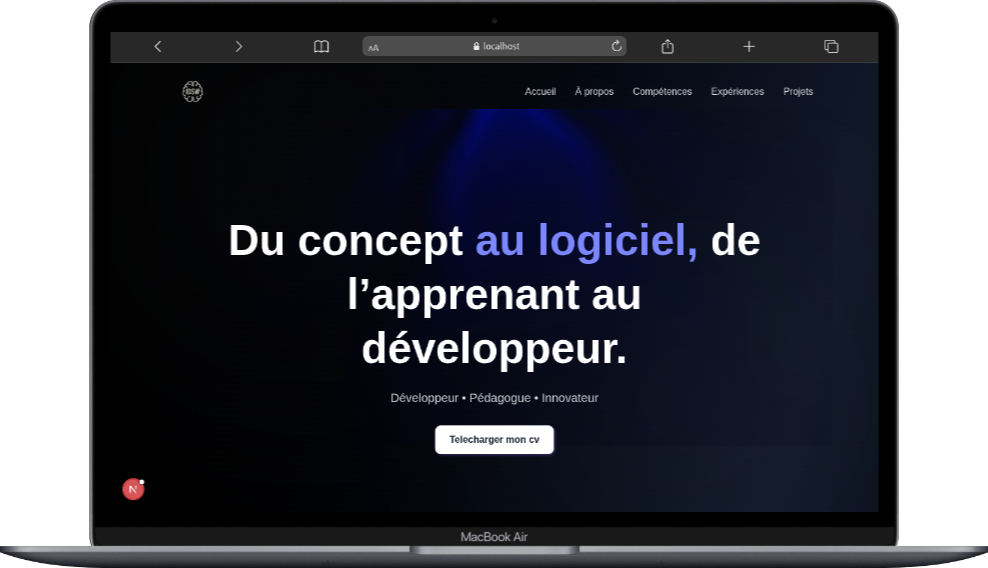 AA localhost
Accueil À propos Compétences Expériences Projets
Du concept au logiciel, de
l’apprenant au
développeur.
Développeur • Pédagogue • Innovateur
Telecharger mon cv
N
MacBook Air